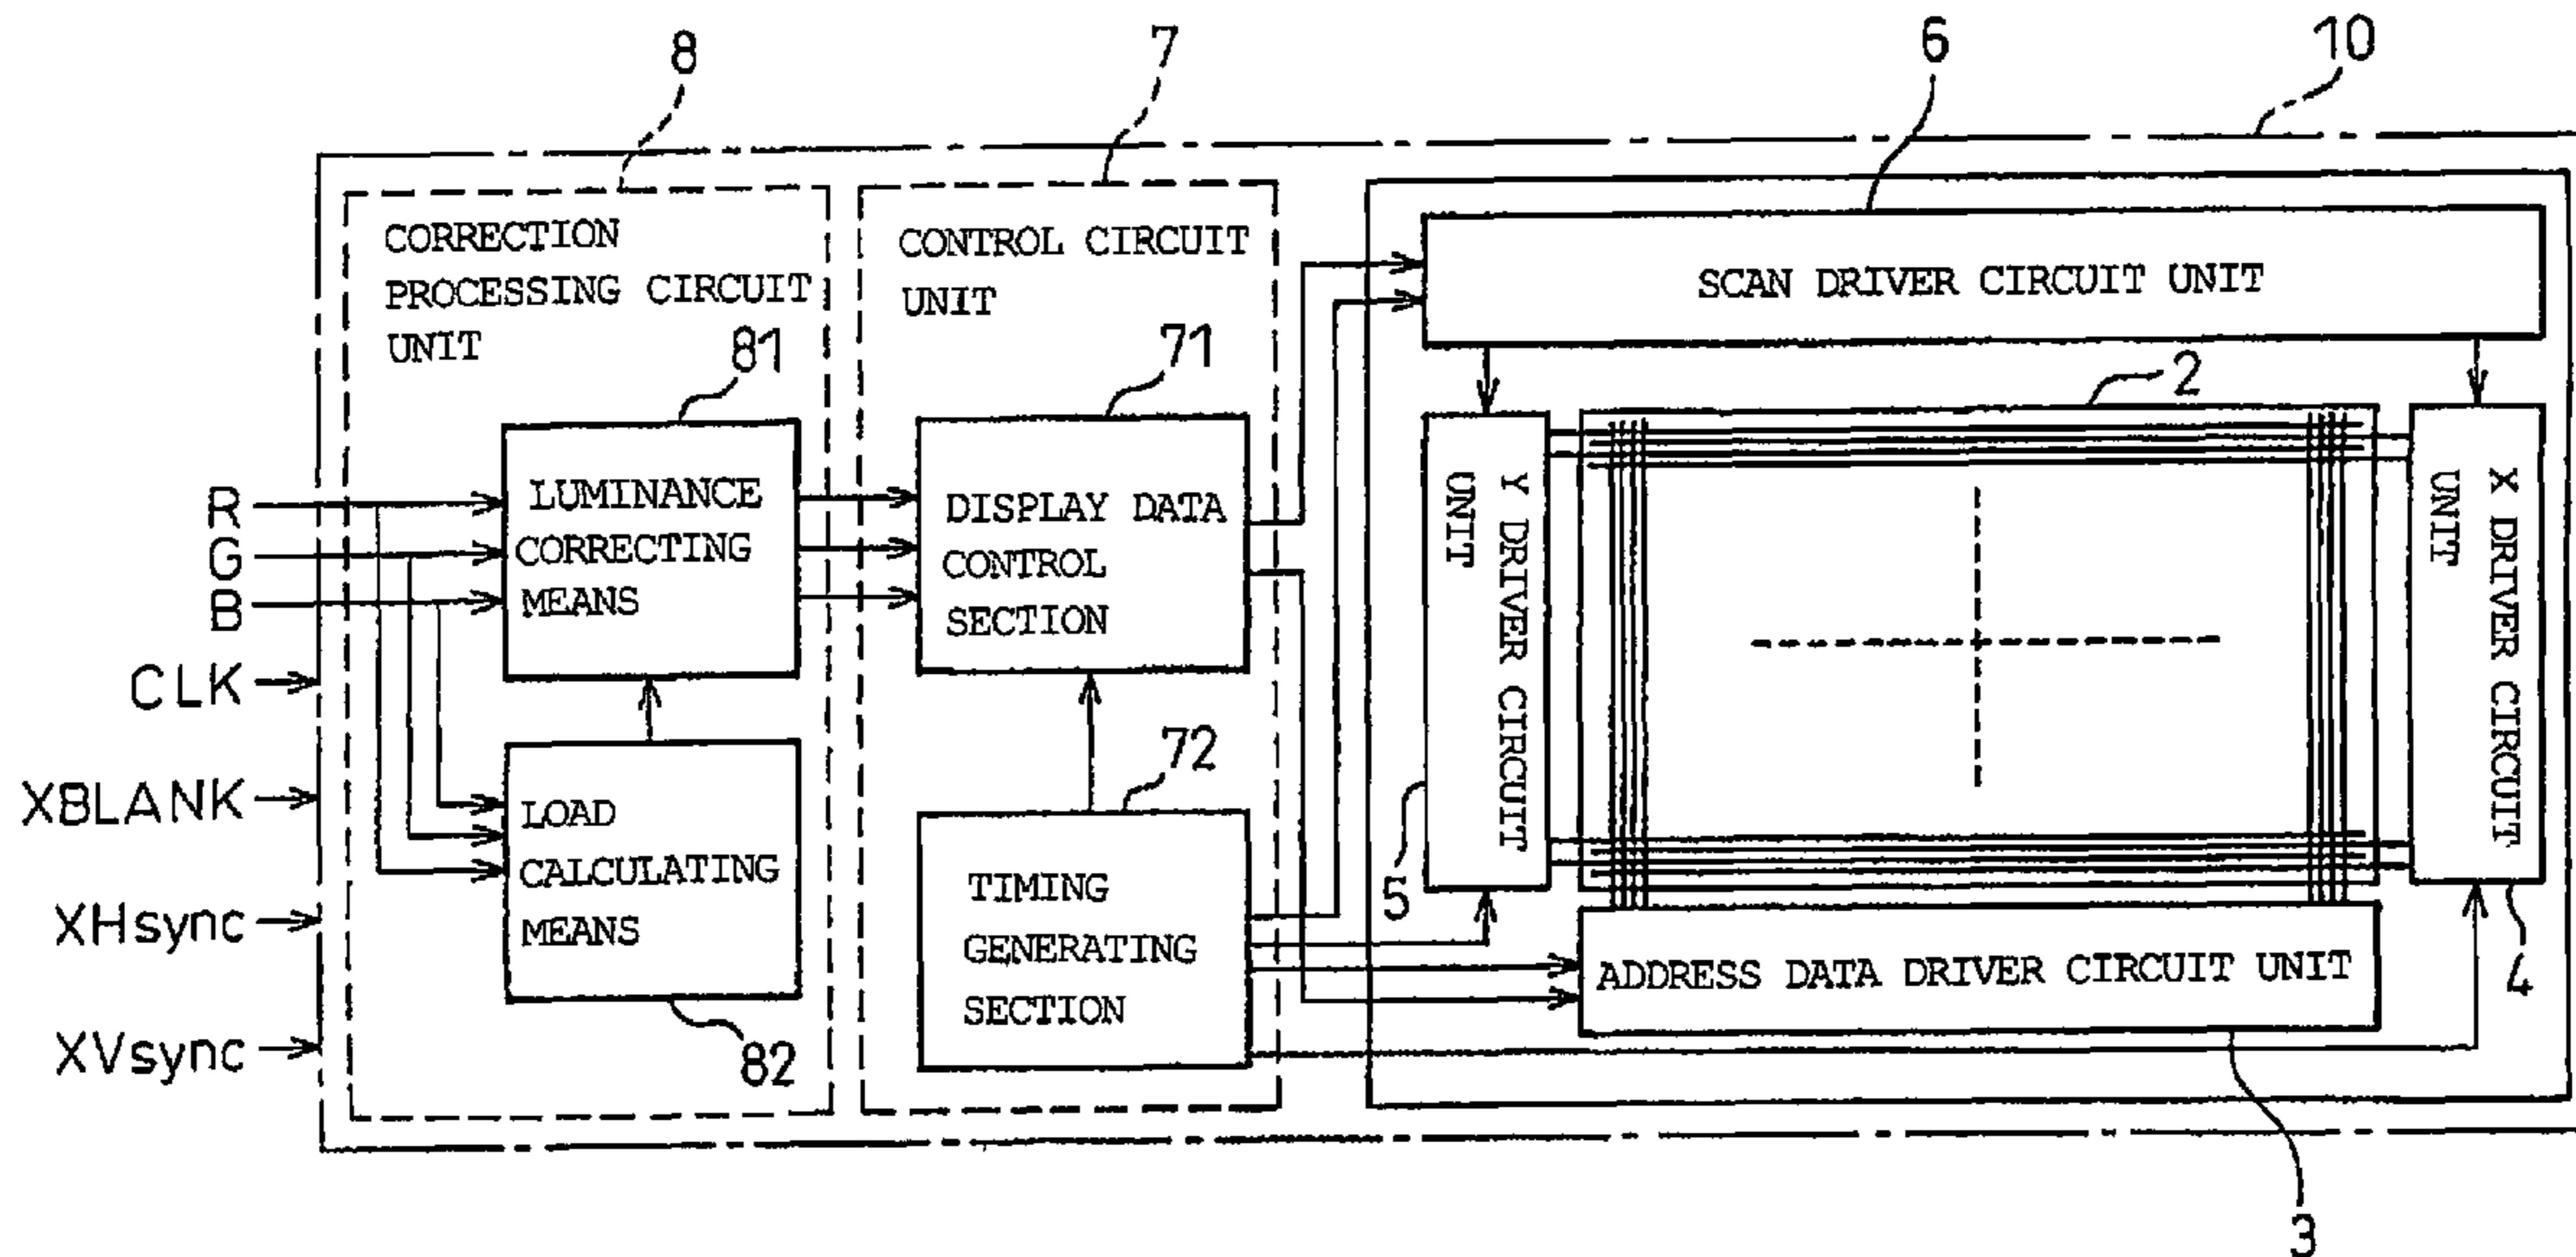 8
7
6
10
CORRECTION
PROCESSING CIRCUIT
UNIT
CONTROL CIRCUIT
UNIT
SCAN DRIVER CIRCUIT UNIT
81
71
2
R
G
B
CLK
XBLANK
XHsync
XVsync
LUMINANCE
CORRECTING
MEANS
DISPLAY DATA
CONTROL
SECTION
Y DRIVER CIRCUIT
UNIT
X DRIVER CIRCUIT
UNIT
72
LOAD
CALCULATING
MEANS
TIMING
GENERATING
SECTION
5
ADDRESS DATA DRIVER CIRCUIT UNIT
4
82
3